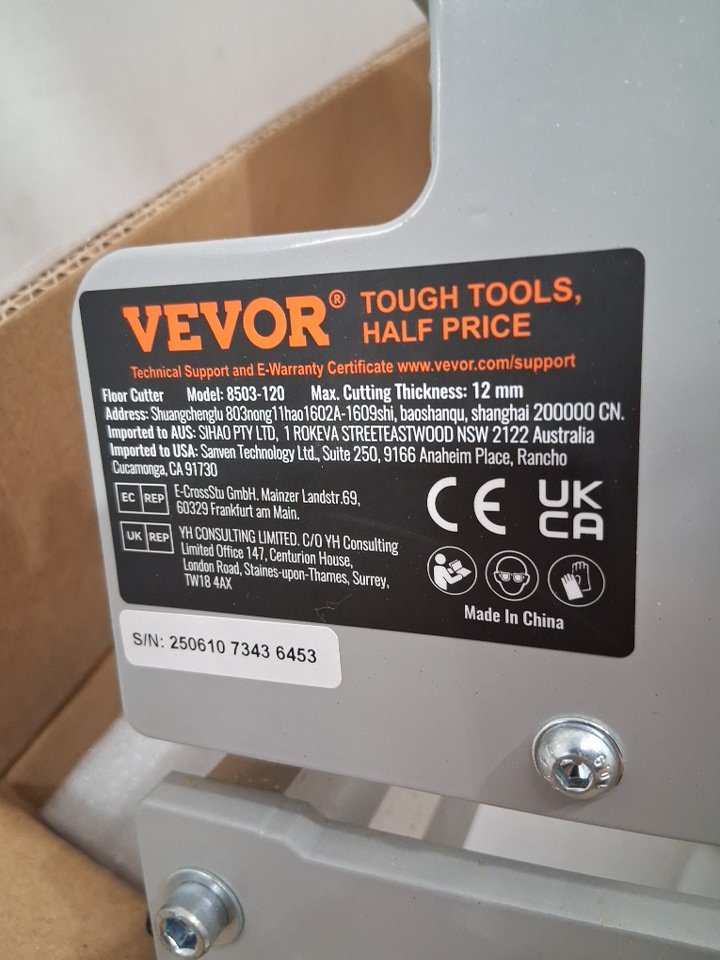 VEVOR® TOUGH TOOLS,
HALF PRICE
Technical Support and E-Warranty Certificate www.vevor.com/support
Floor Cutter Model: 8503-120 Max. Cutting Thickness: 12 mm
Address: Shuangchenglu 803nong11hao1602A-1609shi, baoshanqu, shanghai 200000 CN.
Imported to AUS: SIHAO PTY LTD, 1 ROKEVA STREETEASTWOOD NSW 2122 Australia
Imported to USA: Sanven Technology Ltd., Suite 250, 9166 Anaheim Place, Rancho
Cucamonga, CA 91730
EC REP E-CrossStu GmbH. Mainzer Landstr.69,
60329 Frankfurt am Main.
CE UK
CA
UK REP YH CONSULTING LIMITED. C/O YH Consulting
Limited Office 147, Centurion House,
London Road, Staines-upon-Thames, Surrey,
TW18 4AX
Made In China
S/N: 250610 7343 6453